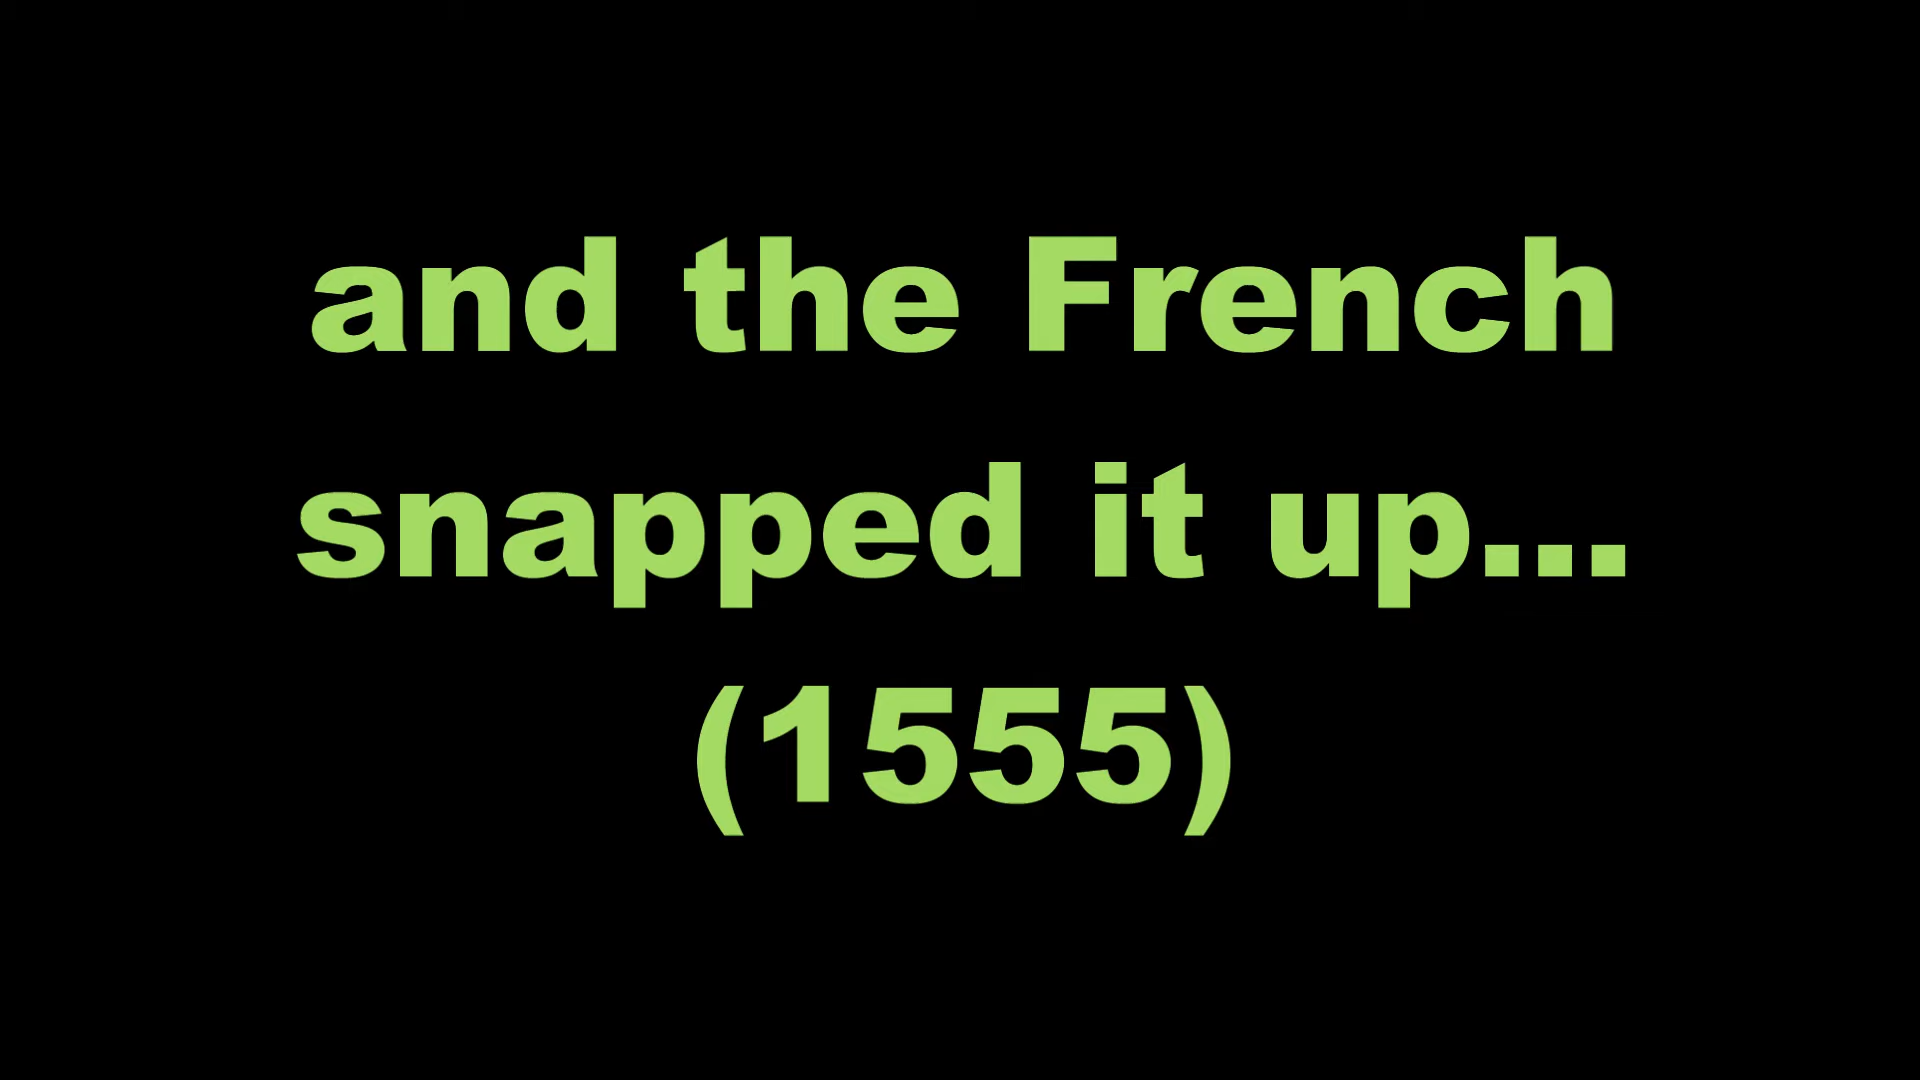 and the French
snapped it up...
(1555)